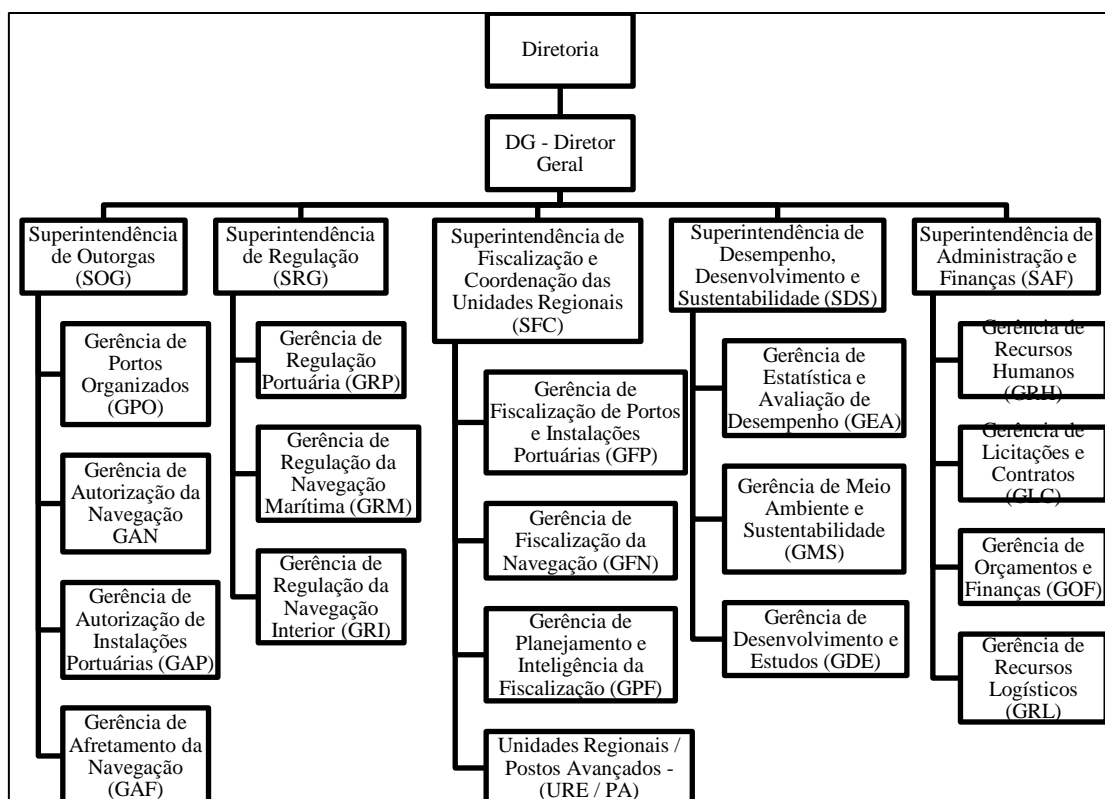 Diretoria
DG - Diretor
Geral
Superintendência
de Outorgas
(SOG)
Gerência de
Portos
Organizados
(GPO)
Gerência de
Autorização da
Navegação
GAN
Gerência de
Autorização de
Instalações
Portuárias (GAP)
Gerência de
Afretamento da
Navegação
(GAF)
Superintendência
de Regulação
(SRG)
Gerência de
Regulação
Portuária (GRP)
Gerência de
Regulação da
Navegação
Marítima (GRM)
Gerência de
Regulação da
Navegação
Interior (GRI)
Superintendência de
Fiscalização e
Coordenação das
Unidades Regionais
(SFC)
Gerência de
Fiscalização de Portos
e Instalações
Portuárias (GFP)
Gerência de
Fiscalização da
Navegação (GFN)
Gerência de
Planejamento e
Inteligência da
Fiscalização (GPF)
Unidades Regionais /
Postos Avançados -
(URE / PA)
Superintendência de
Desempenho,
Desenvolvimento e
Sustentabilidade (SDS)
Gerência de
Estatística e
Avaliação de
Desempenho (GEA)
Gerência de Meio
Ambiente e
Sustentabilidade
(GMS)
Gerência de
Desenvolvimento e
Estudos (GDE)
Superintendência de
Administração e
Finanças (SAF)
Gerência de
Recursos
Humanos
(GRH)
Gerência de
Licitações e
Contratos
(GLC)
Gerência de
Orçamentos e
Finanças (GOF)
Gerência de
Recursos
Logísticos
(GRL)